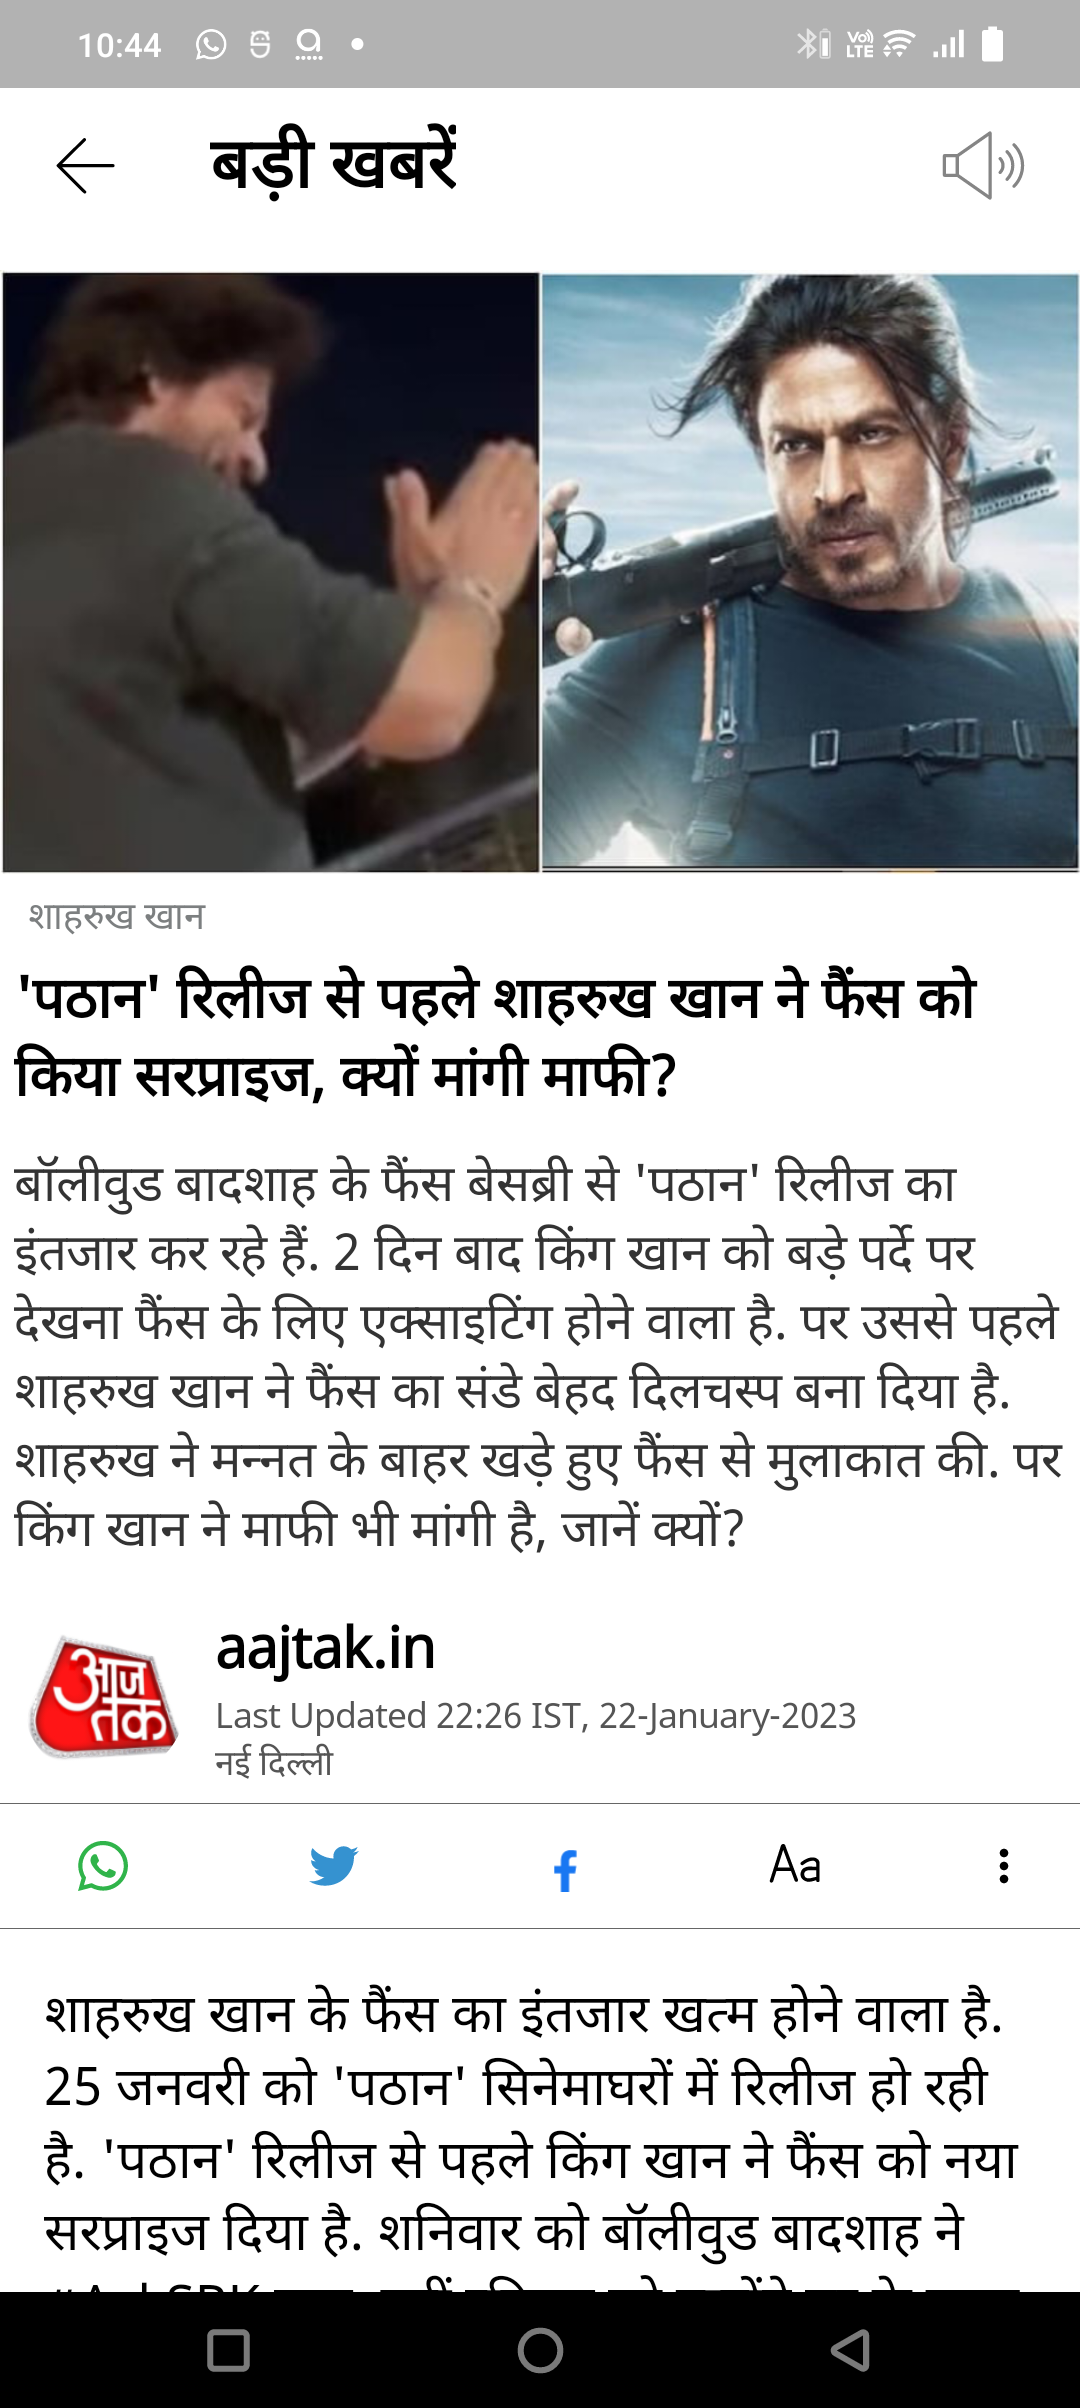 10:44
Vo)
LTE
बड़ी खबरें
शाहरुख खान
'पठान' रिलीज से पहले शाहरुख खान ने फैंस को
किया सरप्राइज, क्यों मांगी माफी?
बॉलीवुड बादशाह के फैंस बेसब्री से 'पठान' रिलीज का
इंतजार कर रहे हैं. 2 दिन बाद किंग खान को बड़े पर्दे पर
देखना फैंस के लिए एक्साइटिंग होने वाला है. पर उससे पहले
शाहरुख खान ने फैंस का संडे बेहद दिलचस्प बना दिया है.
शाहरुख ने मन्नत के बाहर खड़े हुए फैंस से मुलाकात की. पर
किंग खान ने माफी भी मांगी है, जानें क्यों?
आज
तक
aajtak.in
Last Updated 22:26 IST, 22-January-2023
नई दिल्ली
Aa
शाहरुख खान के फैंस का इंतजार खत्म होने वाला है.
25 जनवरी को 'पठान' सिनेमाघरों में रिलीज हो रही
है. 'पठान' रिलीज से पहले किंग खान ने फैंस को नया
सरप्राइज दिया है. शनिवार को बॉलीवुड बादशाह ने